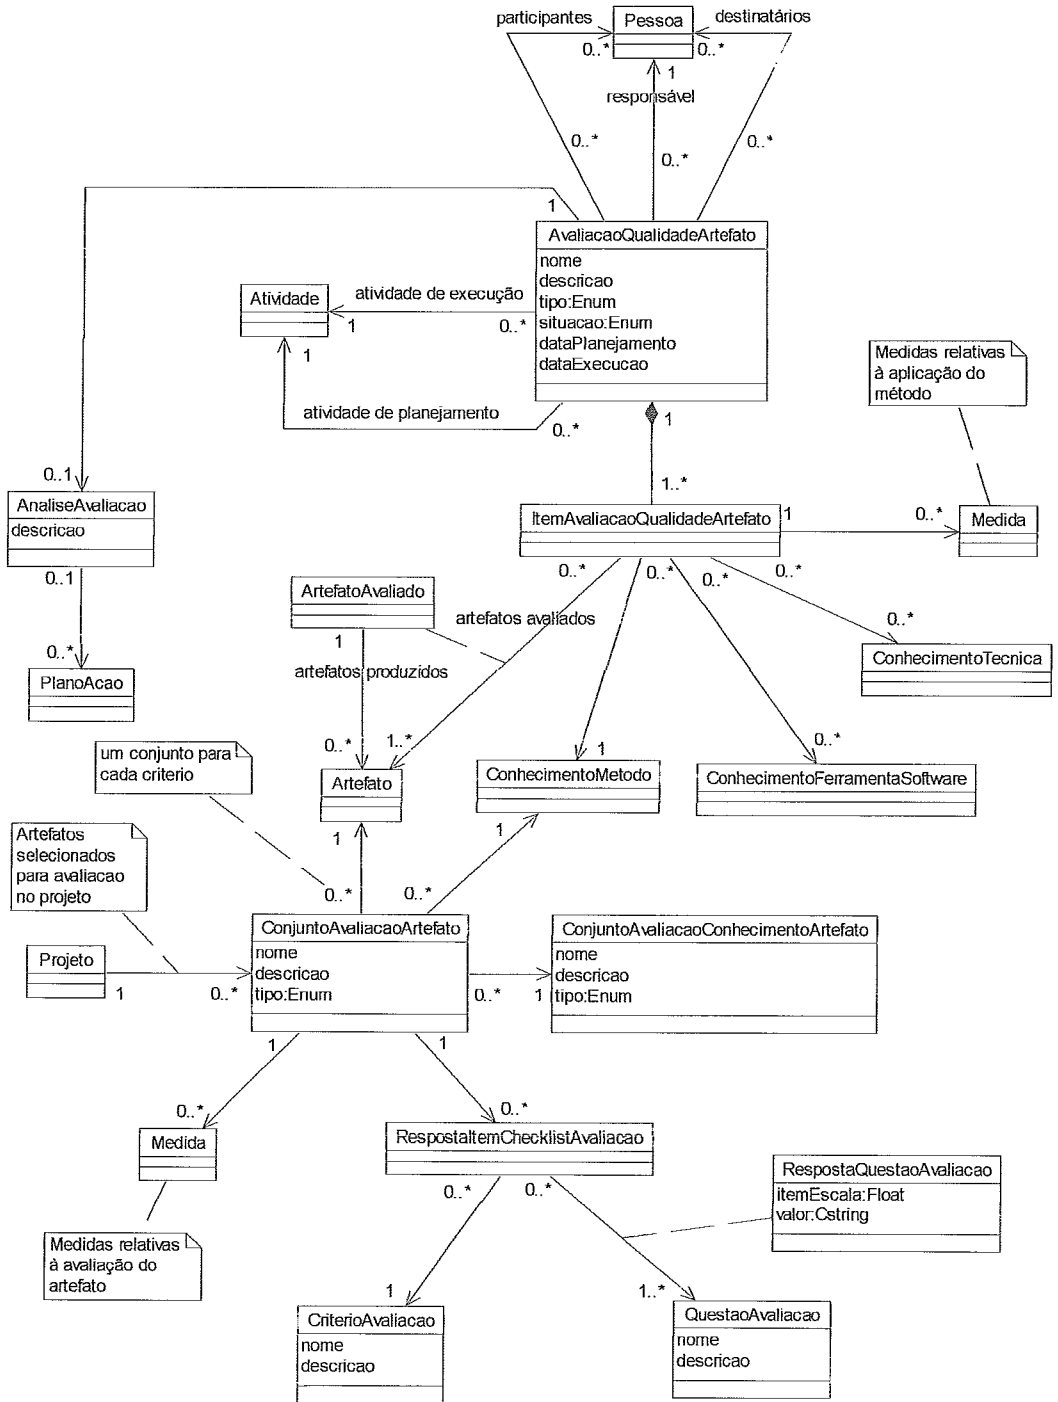 participantes
Pessoa
destinatários
0..*
0..*
1
responsável
0..*
0..*
0..*
1
AvaliacaoQualidadeArtefato
nome
descricao
tipo:Enum
situacao:Enum
dataPlanejamento
dataExecucao
Atividade
atividade de execução
1
0..*
1
atividade de planejamento
0..*
1
Medidas relativas
à aplicação do
método
0..1
AnaliseAvaliacao
descricao
0..1
1..*
ItemAvaliacaoQualidadeArtefato
1
0..*
Medida
0..*
0..*
0..*
0..*
ArtefatoAvaliado
1
artefatos avaliados
artefatos produzidos
0..*
ConhecimentoTecnica
0..*
PlanoAcao
um conjunto para
cada criterio
0..*
1..*
Artefato
1
1
ConhecimentoMetodo
1
0..*
ConhecimentoFerramentaSoftware
Artefatos
selecionados
para avaliacao
no projeto
0..*
0..*
Projeto
1
0..*
ConjuntoAvaliacaoArtefato
nome
descricao
tipo:Enum
0..*
1
ConjuntoAvaliacaoConhecimentoArtefato
nome
descricao
tipo:Enum
1
1
0..*
0..*
Medida
RespostaItemChecklistAvaliacao
0..*
0..*
RespostaQuestaoAvaliacao
itemEscala:Float
valor:Cstring
Medidas relativas
à avaliação do
artefato
1
1..*
CriterioAvaliacao
nome
descricao
QuestaoAvaliacao
nome
descricao